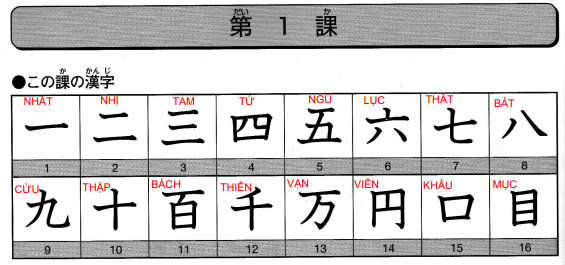 だい か
第 1 課
か かん じ
●この課の漢字
NHẤT NHỊ TAM TỨ NGŨ LỤC THẤT BÁT
一 二 三 四 五 六 七 八
1 2 3 4 5 6 7 8
CỬU THẬP BÁCH THIÊN VẠN VIÊN KHẨU MỤC
九 十 百 千 万 円 口 目
9 10 11 12 13 14 15 16